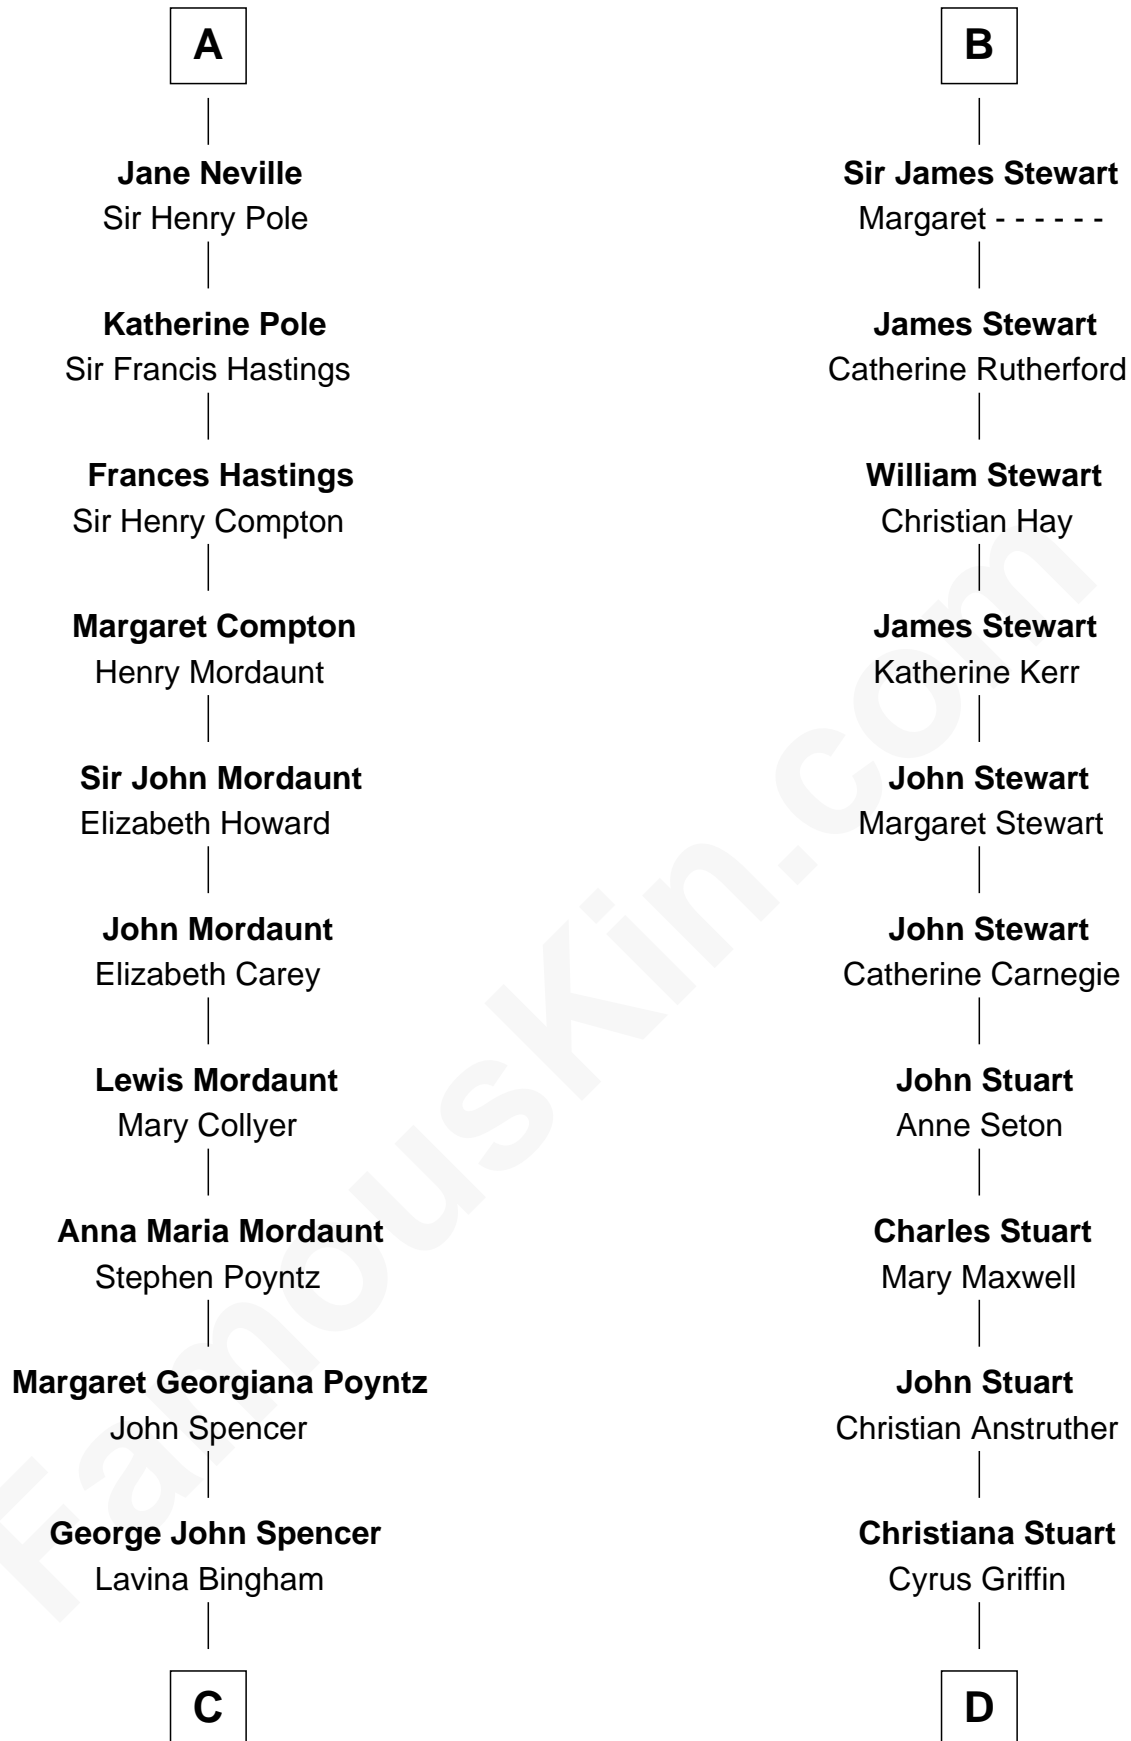 A
Jane Neville
Sir Henry Pole
Katherine Pole
Sir Francis Hastings
Frances Hastings
Sir Henry Compton
Margaret Compton
Henry Mordaunt
Sir John Mordaunt
Elizabeth Howard
John Mordaunt
Elizabeth Carey
Lewis Mordaunt
Mary Collyer
Anna Maria Mordaunt
Stephen Poyntz
Margaret Georgiana Poyntz
John Spencer
George John Spencer
Lavina Bingham
C
B
Sir James Stewart
Margaret - - - - - -
James Stewart
Catherine Rutherford
William Stewart
Christian Hay
James Stewart
Katherine Kerr
John Stewart
Margaret Stewart
John Stewart
Catherine Carnegie
John Stuart
Anne Seton
Charles Stuart
Mary Maxwell
John Stuart
Christian Anstruther
Christiana Stuart
Cyrus Griffin
D
FamousKin.com